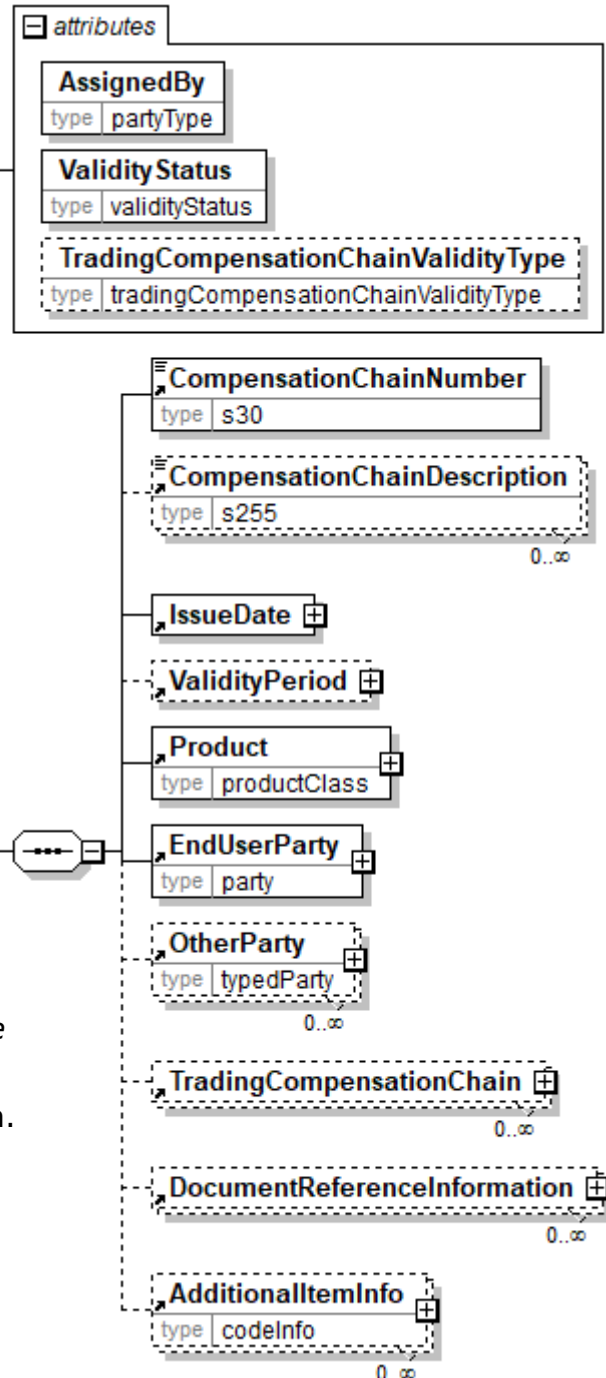 attributes
AssignedBy
type partyType
ValidityStatus
type validityStatus
TradingCompensationChainValidityType
type tradingCompensationChainValidityType
CompensationChainNumber
type s30
CompensationChainDescription
type s255
0..∞
IssueDate
ValidityPeriod
Product
type productClass
EndUserParty
type party
OtherParty
type typedParty
0..∞
e
TradingCompensationChain
n.
0..∞
DocumentReferenceInformation
0..∞
AdditionalItemInfo
type codeInfo
0..∞